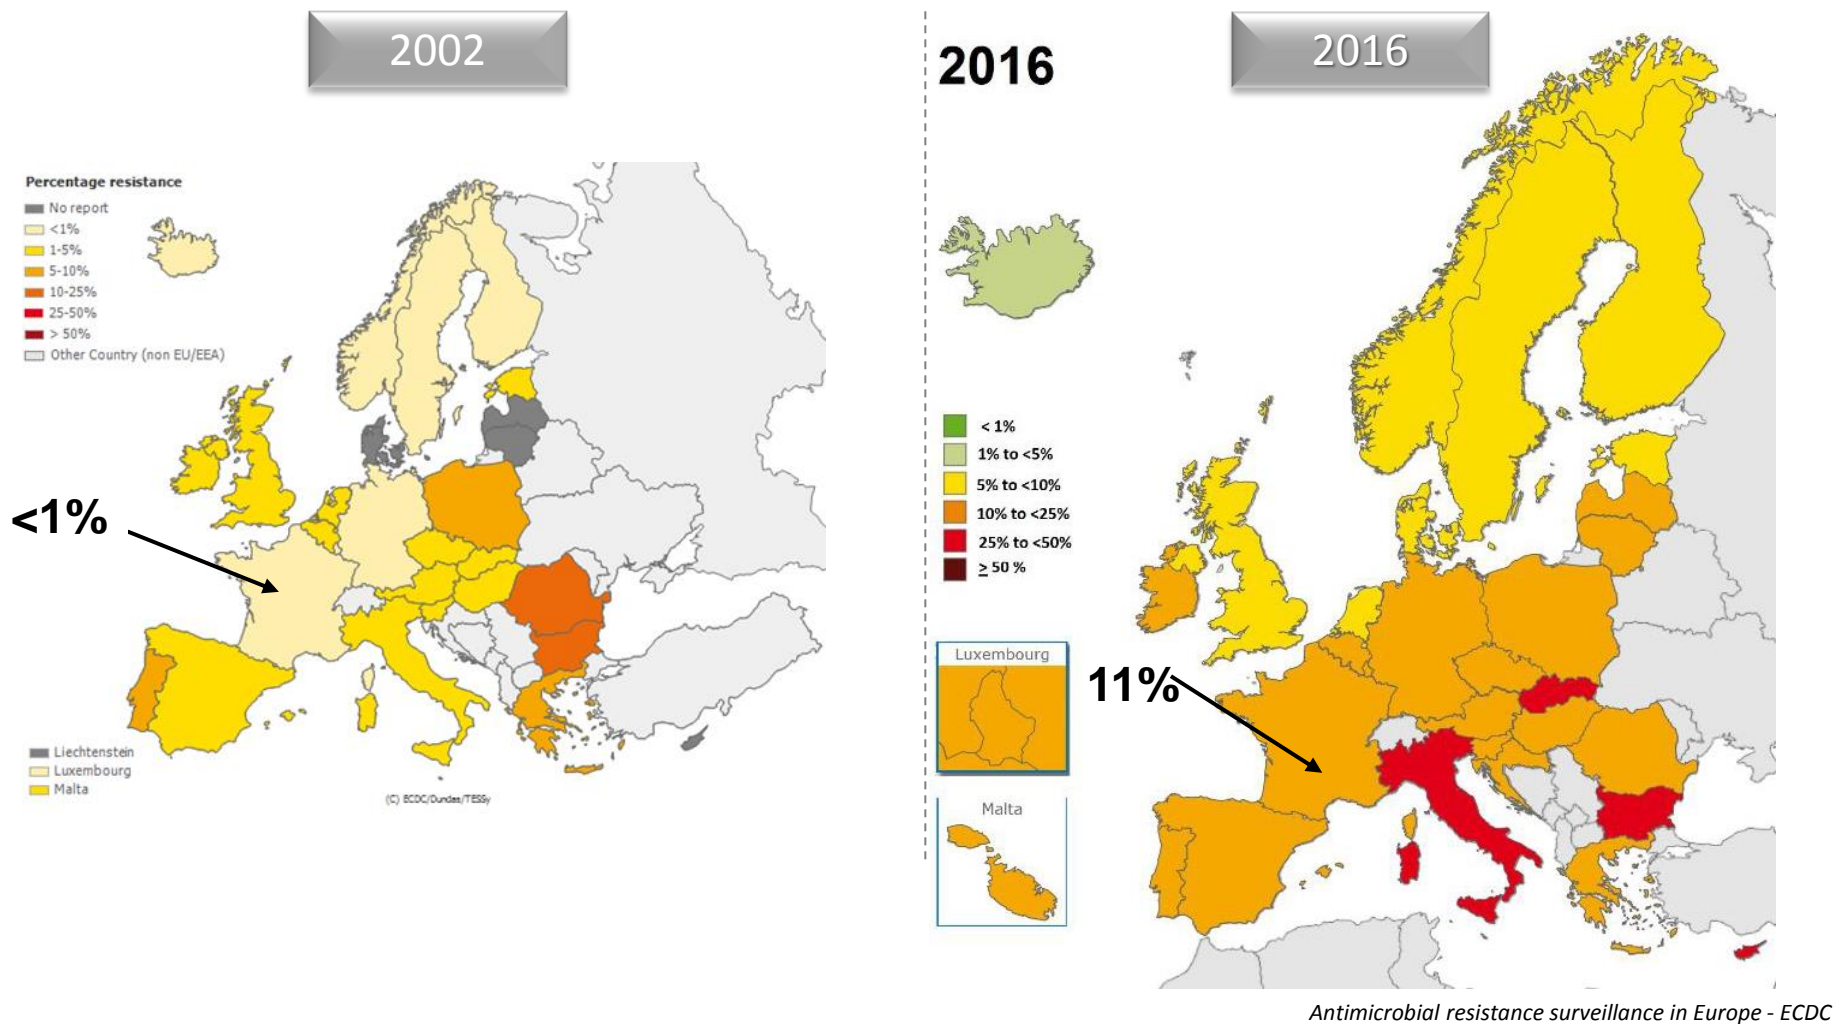 2002
Percentage resistance
No report
<1%
1-5%
5-10%
10-25%
25-50%
> 50%
Other Country (non EU/EEA)
<1%
Liechtenstein
Luxembourg
Malta
(C) ECDC/Dundas/TESSy
2016
2016
< 1%
1% to <5%
5% to <10%
10% to <25%
25% to <50%
≥ 50 %
Luxembourg
11%
Malta
Antimicrobial resistance surveillance in Europe - ECDC